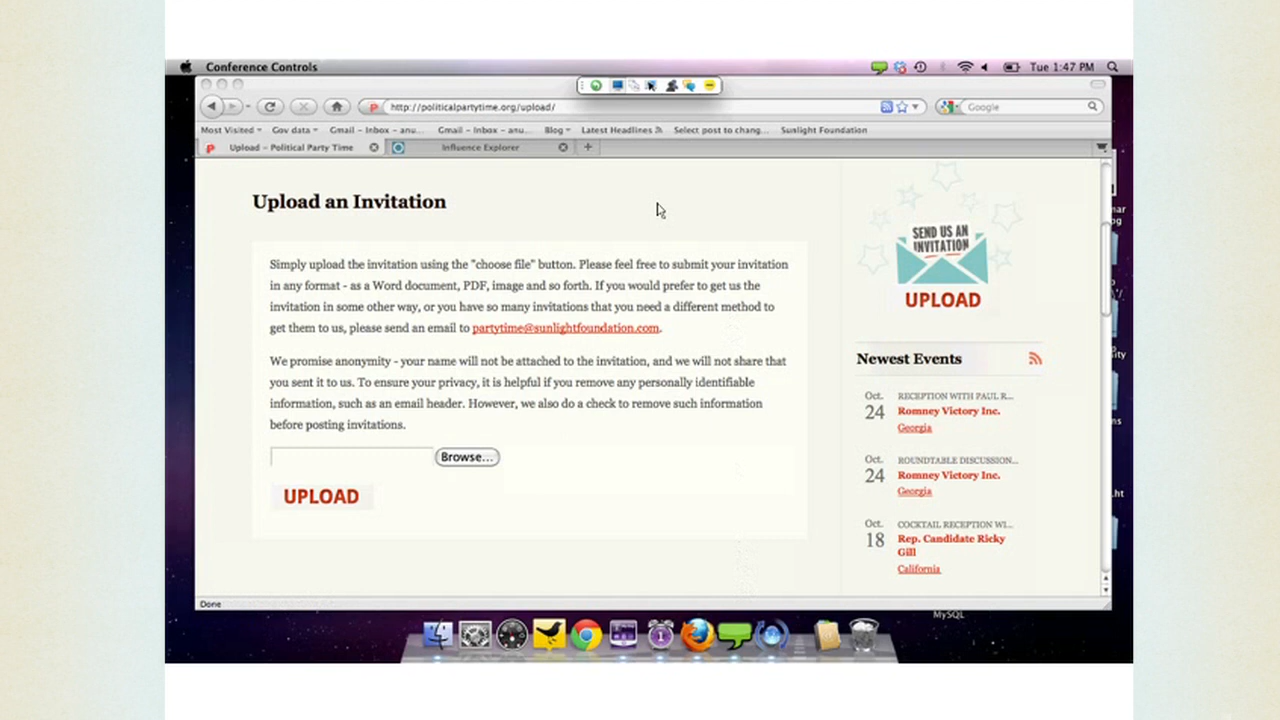 Conference Controls
Tue 1:47 PM
http://politicalpartytime.org/upload/
Google
Most Visited Gov data Gmail - Inbox - anu... Gmail - Inbox - anu... Blog Latest Headlines Select post to chang... Sunlight Foundation
Upload – Political Party Time Influence Explorer
Upload an Invitation
Simply upload the invitation using the "choose file" button. Please feel free to submit your invitation
in any format - as a Word document, PDF, image and so forth. If you would prefer to get us the
invitation in some other way, or you have so many invitations that you need a different method to
get them to us, please send an email to partytime@sunlightfoundation.com.
We promise anonymity - your name will not be attached to the invitation, and we will not share that
you sent it to us. To ensure your privacy, it is helpful if you remove any personally identifiable
information, such as an email header. However, we also do a check to remove such information
before posting invitations.
Browse...
UPLOAD
SEND US AN
INVITATION
UPLOAD
Newest Events
Oct. 24
RECEPTION WITH PAUL R...
Romney Victory Inc.
Georgia
Oct. 24
ROUNDTABLE DISCUSSION...
Romney Victory Inc.
Georgia
Oct. 18
COCKTAIL RECEPTION WI...
Rep. Candidate Ricky
Gill
California
Done
MySQL